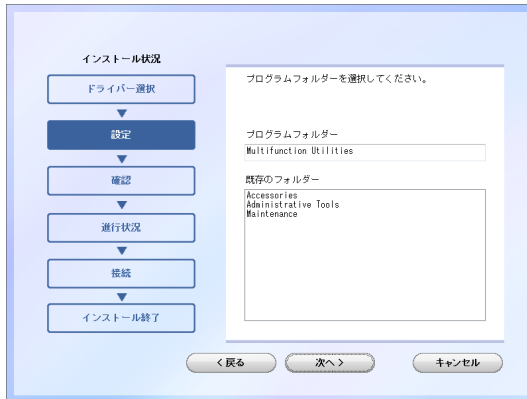 インストール状況
ドライバー選択
設定
確認
進行状況
接続
インストール終了
プログラムフォルダーを選択してください。
プログラムフォルダー
Multifunction Utilities
既存のフォルダー
Accessories
Administrative Tools
Maintenance
< 戻る
次へ >
キャンセル